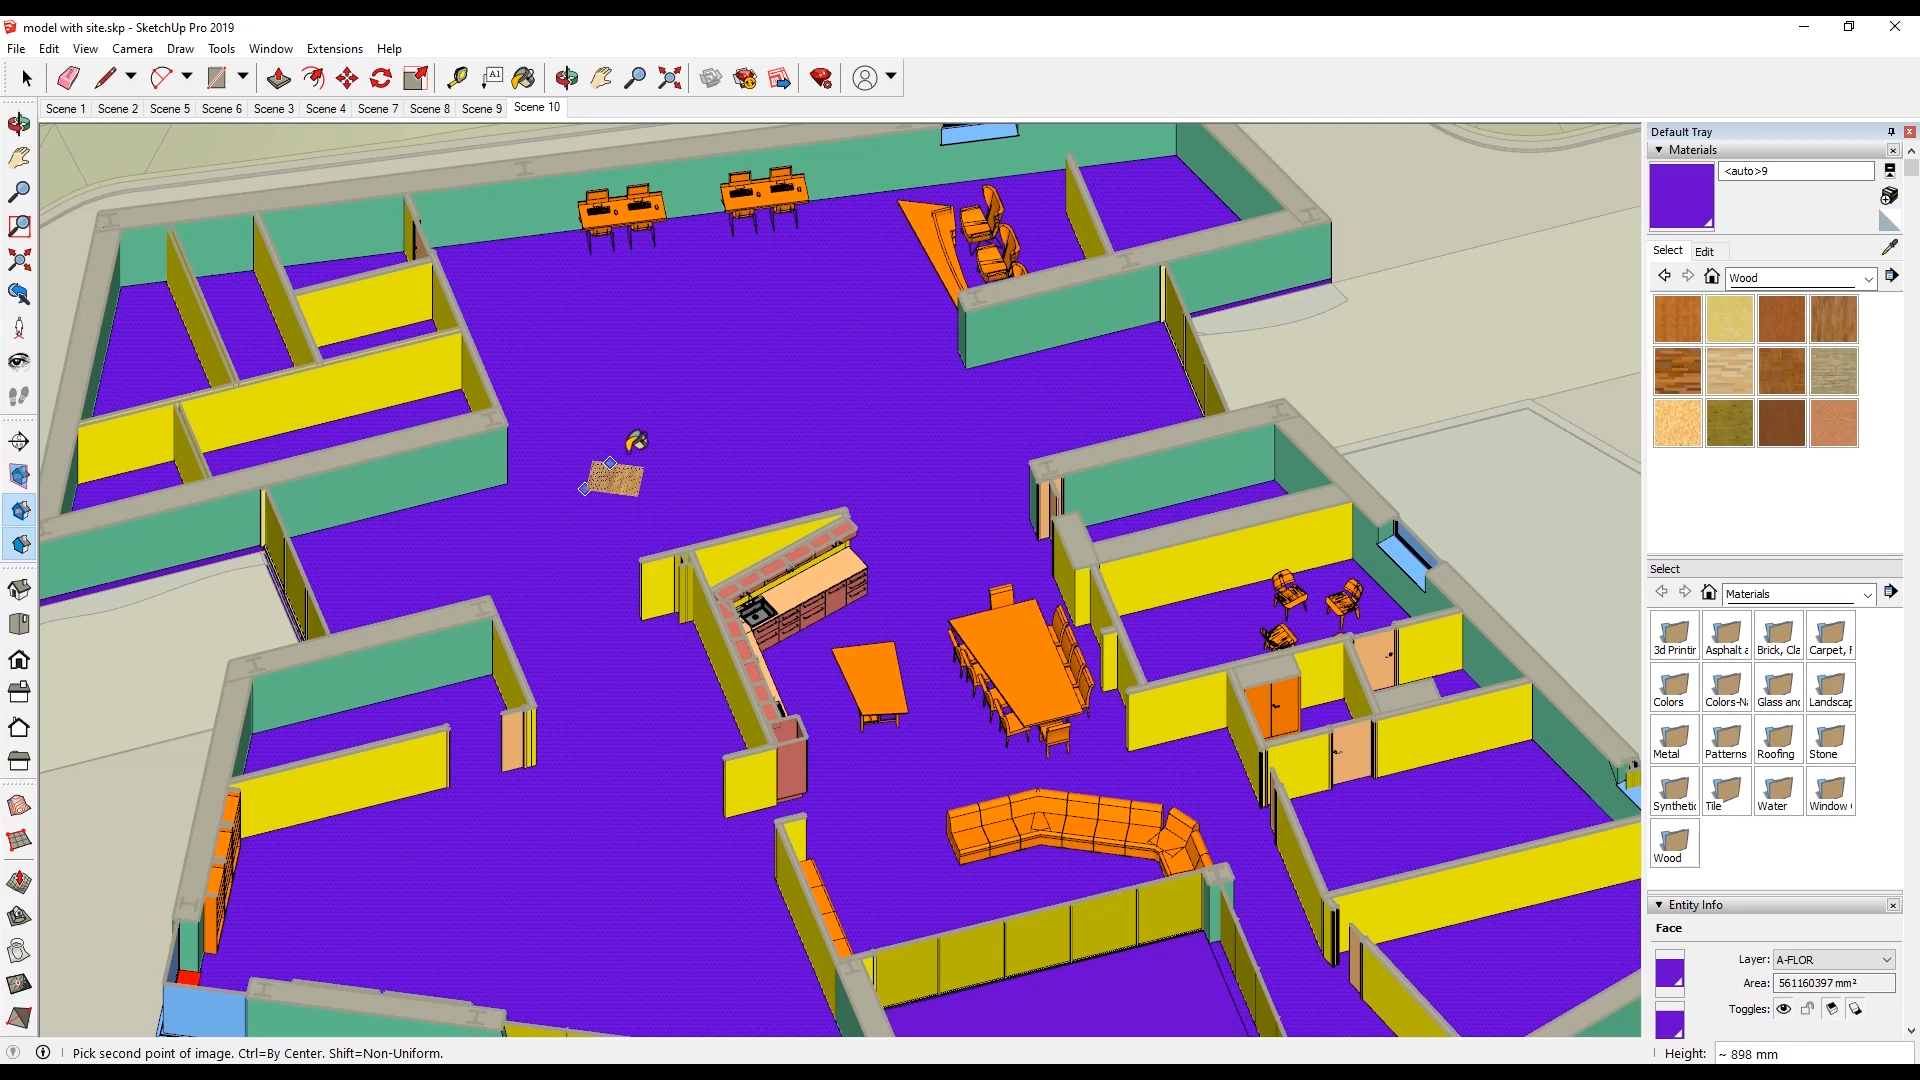 model with site.skp - SketchUp Pro 2019
File Edit View Camera Draw Tools Window Extensions Help
A1
Scene 1 Scene 2 Scene 5 Scene 6 Scene 3 Scene 4 Scene 7 Scene 8 Scene 9 Scene 10
Default Tray
Materials
<auto>9
Select Edit
Wood
Select
Materials
3d Printir Asphalt a Brick, Cla Carpet, F
Colors Colors-Na Glass and Landscap
Metal Patterns Roofing Stone
Synthetic Tile Water Window (
Wood
Entity Info
Face
Layer: A-FLOR
Area: 561160397 mm²
Toggles:
Pick second point of image. Ctrl=By Center. Shift=Non-Uniform.
Height: ~ 898 mm